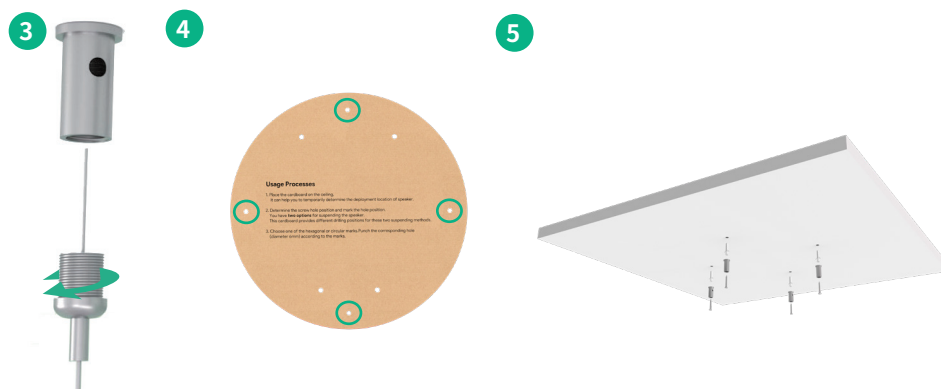 3
4
5
Usage Processes
1. Place the cardboard on the ceiling.
It can help you to temporarily determine the deployment location of speaker.
2. Determine the screw hole position and mark the hole position.
You have two options for suspending the speaker.
This cardboard provides different drilling positions for these two suspending methods.
3. Choose one of the hexagonal or circular marks. Punch the corresponding hole
according to the marks.